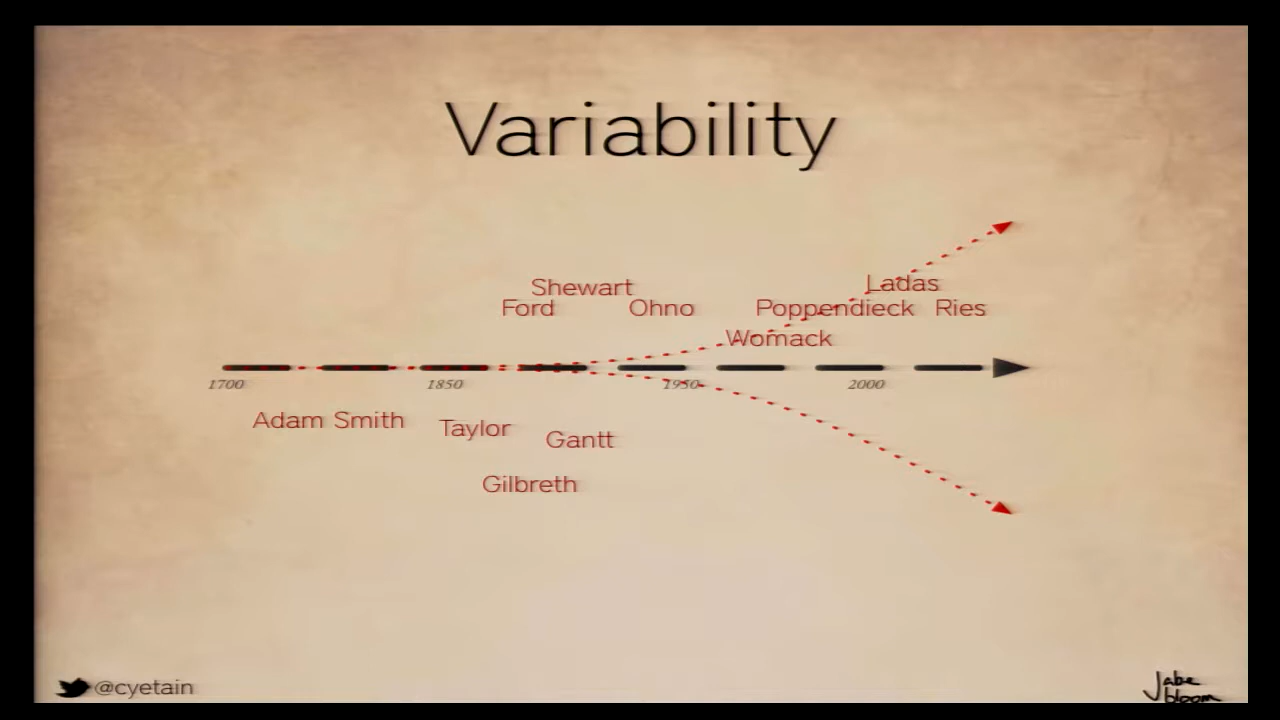 Variability
Shewart
Ladas
Ford
Ohno
Poppendieck
Ries
Womack
1700
1850
1950
2000
Adam Smith
Taylor
Gantt
Gilbreth
@cyetain
Jabe
bloom